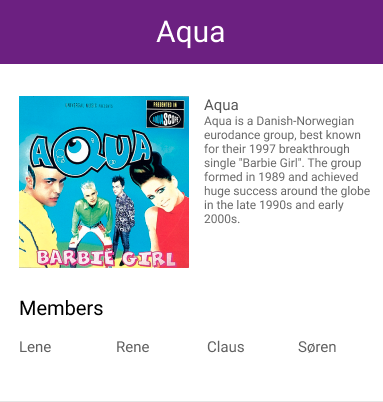 Aqua
UNIVERSAL MUSIC PRESENTS
PRESENTED IN
AQUASCOPE
AQUA
BARBIE GIRL
Aqua
Aqua is a Danish-Norwegian
eurodance group, best known
for their 1997 breakthrough
single "Barbie Girl". The group
formed in 1989 and achieved
huge success around the globe
in the late 1990s and early
2000s.
Members
Lene
Rene
Claus
Søren